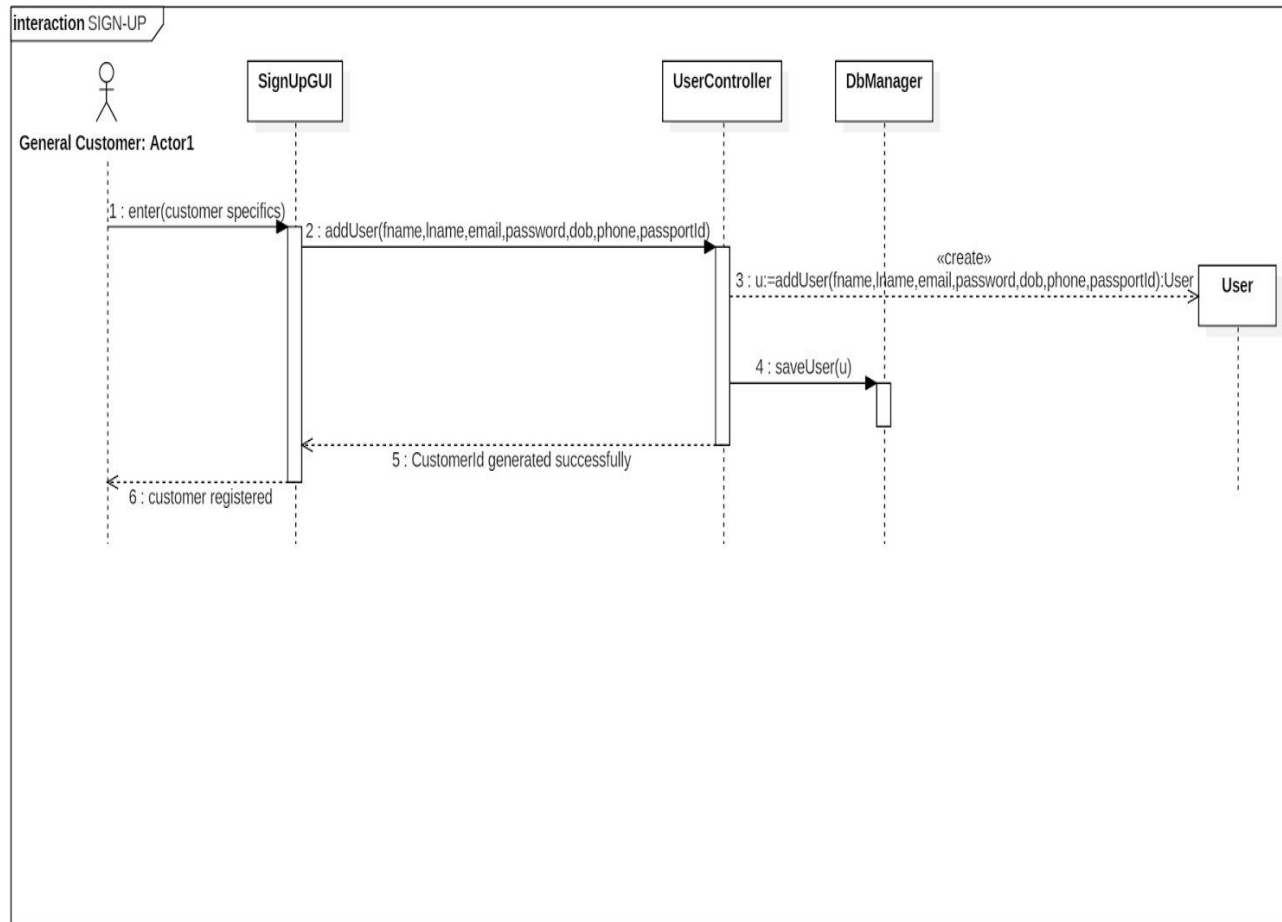 interaction SIGN-UP
SignUpGUI
UserController
DbManager
General Customer: Actor1
1 : enter(customer specifics)
2 : addUser(fname,lname,email,password,dob,phone,passportId)
«create»
3 : u:=addUser(fname,lname,email,password,dob,phone,passportId):User
User
4 : saveUser(u)
5 : CustomerId generated successfully
6 : customer registered